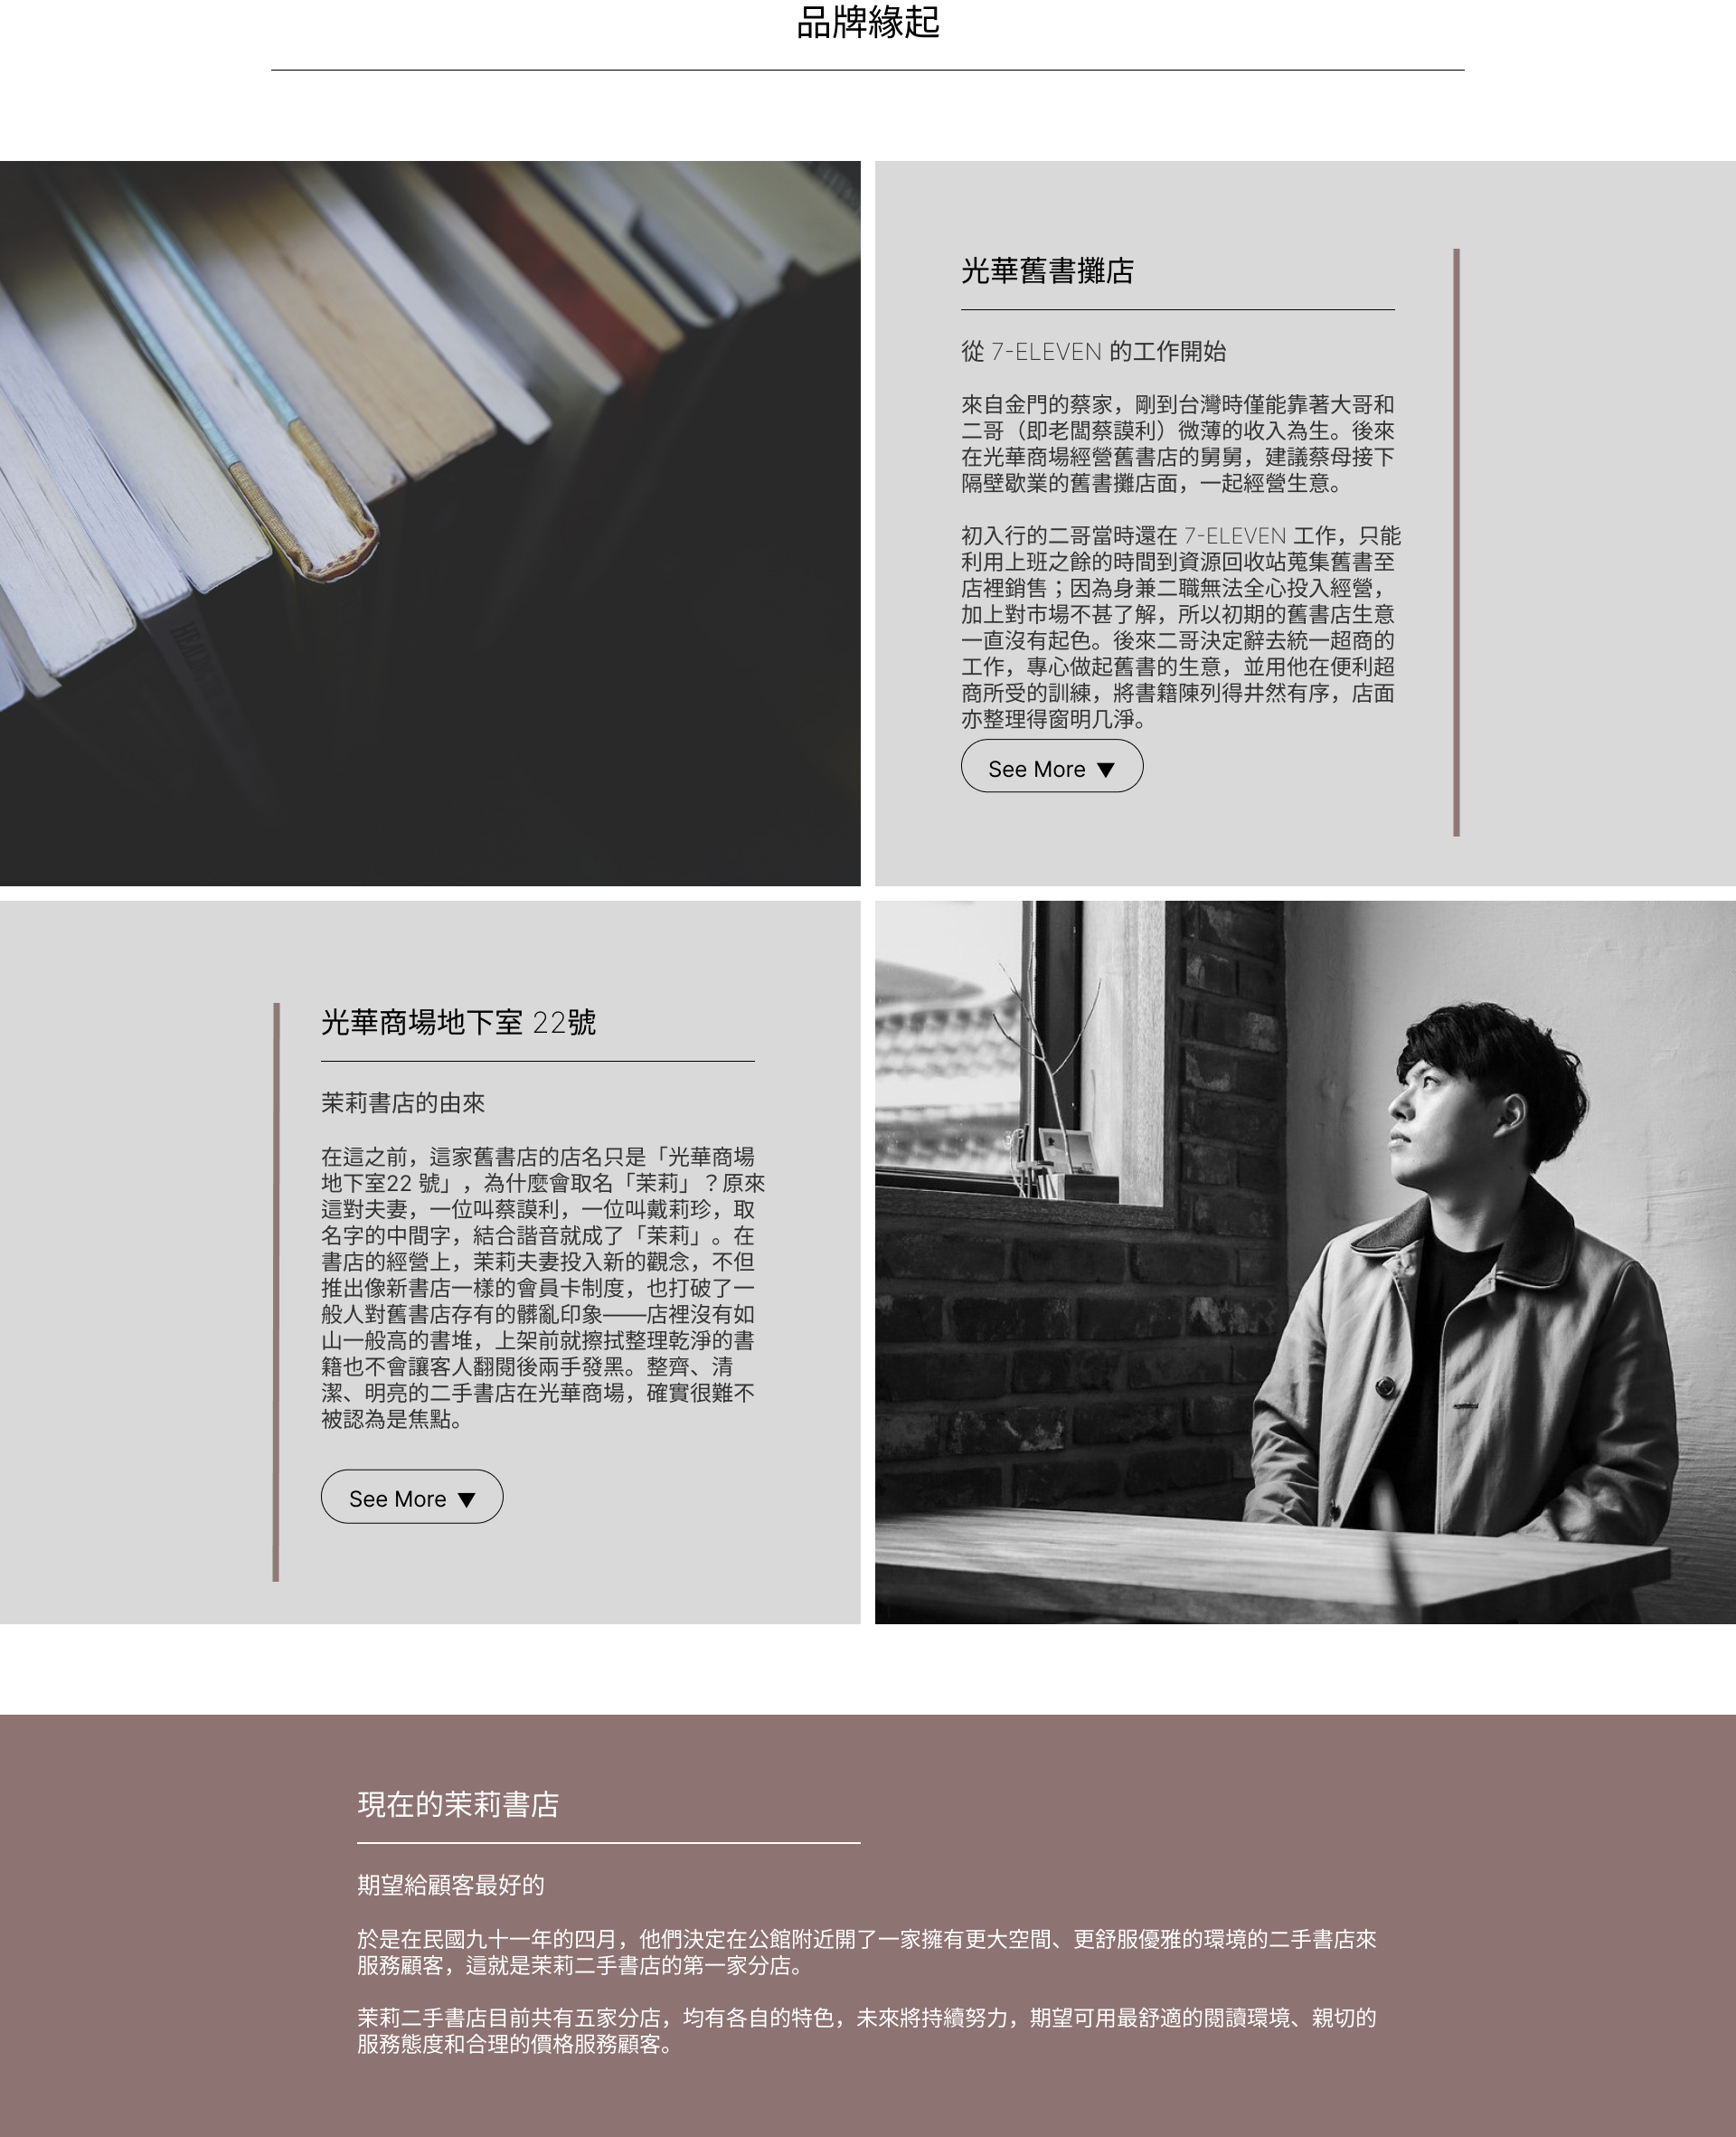 品牌緣起
光華舊書攤店
從 7-ELEVEN 的工作開始
來自金門的蔡家，剛到台灣時僅能靠著大哥和
二哥（即老闆蔡謨利）微薄的收入為生。後來
在光華商場經營舊書店的舅舅，建議蔡母接下
隔壁歇業的舊書攤店面，一起經營生意。
初入行的二哥當時還在 7-ELEVEN 工作，只能
利用上班之餘的時間到資源回收站蒐集舊書至
店裡銷售；因為身兼二職無法全心投入經營，
加上對市場不甚了解，所以初期的舊書店生意
一直沒有起色。後來二哥決定辭去統一超商的
工作，專心做起舊書的生意，並用他在便利超
商所受的訓練，將書籍陳列得井然有序，店面
亦整理得窗明几淨。
See More ▼
光華商場地下室 22號
茉莉書店的由來
在這之前，這家舊書店的店名只是「光華商場
地下室22 號」，為什麼會取名「茉莉」？原來
這對夫妻，一位叫蔡謨利，一位叫戴莉珍，取
名字的中間字，結合諧音就成了「茉莉」。在
書店的經營上，茉莉夫妻投入新的觀念，不但
推出像新書店一樣的會員卡制度，也打破了一
般人對舊書店存有的髒亂印象——店裡沒有如
山一般高的書堆，上架前就擦拭整理乾淨的書
籍也不會讓客人翻閱後兩手發黑。整齊、清
潔、明亮的二手書店在光華商場，確實很難不
被認為是焦點。
See More ▼
現在的茉莉書店
期望給顧客最好的
於是在民國九十一年的四月，他們決定在公館附近開了一家擁有更大空間、更舒服優雅的環境的二手書店來
服務顧客，這就是茉莉二手書店的第一家分店。
茉莉二手書店目前共有五家分店，均有各自的特色，未來將持續努力，期望可用最舒適的閱讀環境、親切的
服務態度和合理的價格服務顧客。